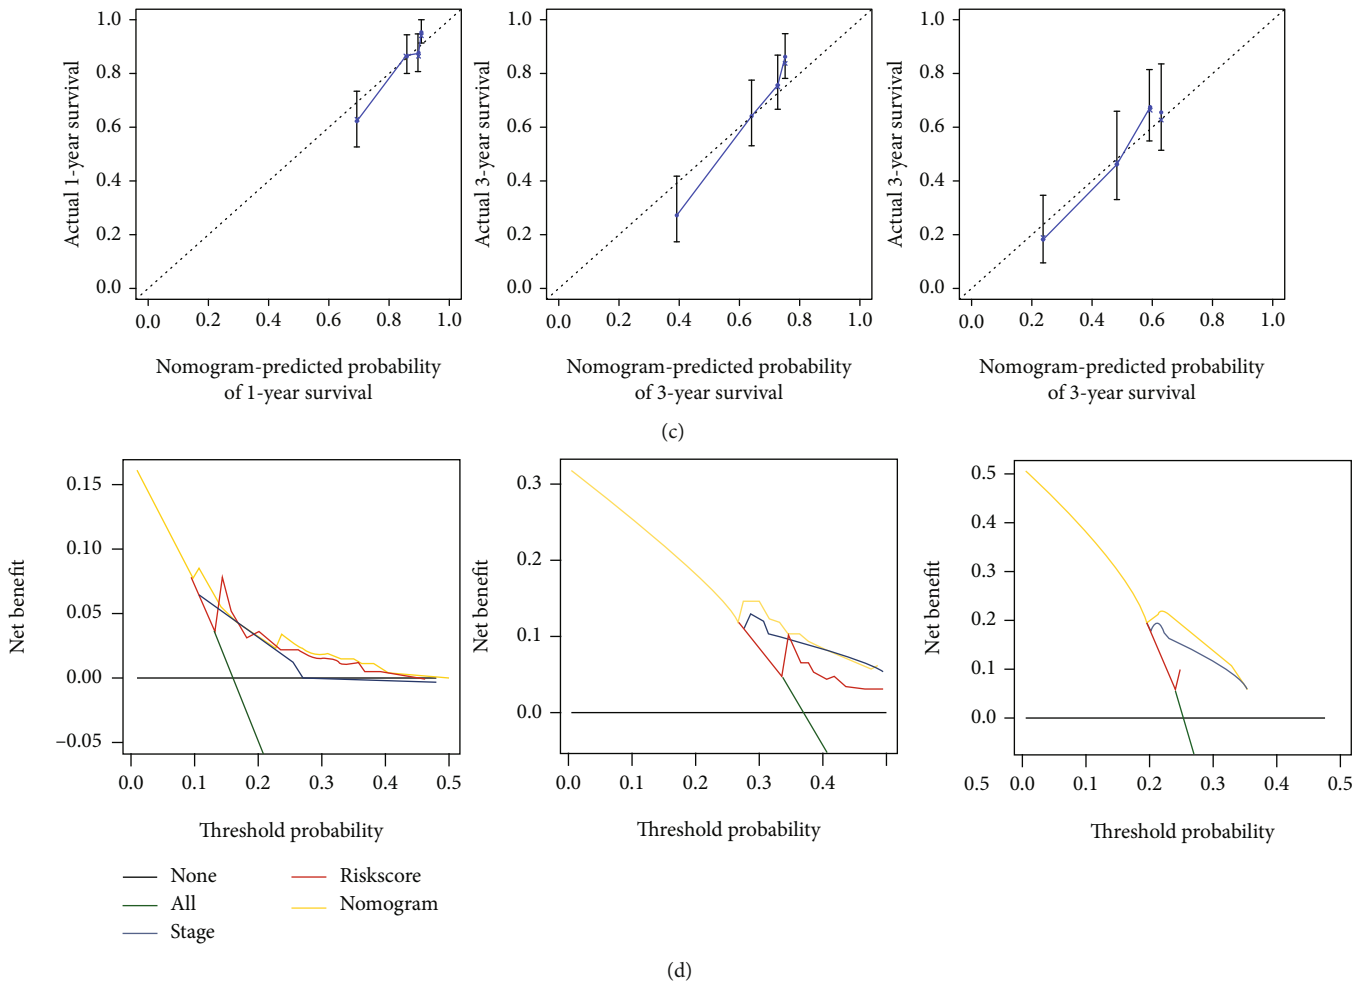 Actual 1-year survival
1.0
0.8
0.6
0.4
0.2
0.0
0.0 0.2 0.4 0.6 0.8 1.0
Nomogram-predicted probability
of 1-year survival
Actual 3-year survival
1.0
0.8
0.6
0.4
0.2
0.0
0.0 0.2 0.4 0.6 0.8 1.0
Nomogram-predicted probability
of 3-year survival
Actual 3-year survival
1.0
0.8
0.6
0.4
0.2
0.0
0.0 0.2 0.4 0.6 0.8 1.0
Nomogram-predicted probability
of 3-year survival
(c)
Net benefit
0.15
0.10
0.05
0.00
–0.05
0.0 0.1 0.2 0.3 0.4 0.5
Threshold probability
Net benefit
0.3
0.2
0.1
0.0
0.0 0.1 0.2 0.3 0.4
0.5
Threshold probability
Net benefit
0.5
0.4
0.3
0.2
0.1
0.0
0.0 0.1 0.2 0.3 0.4 0.5
Threshold probability
None
All
Stage
Riskscore
Nomogram
(d)